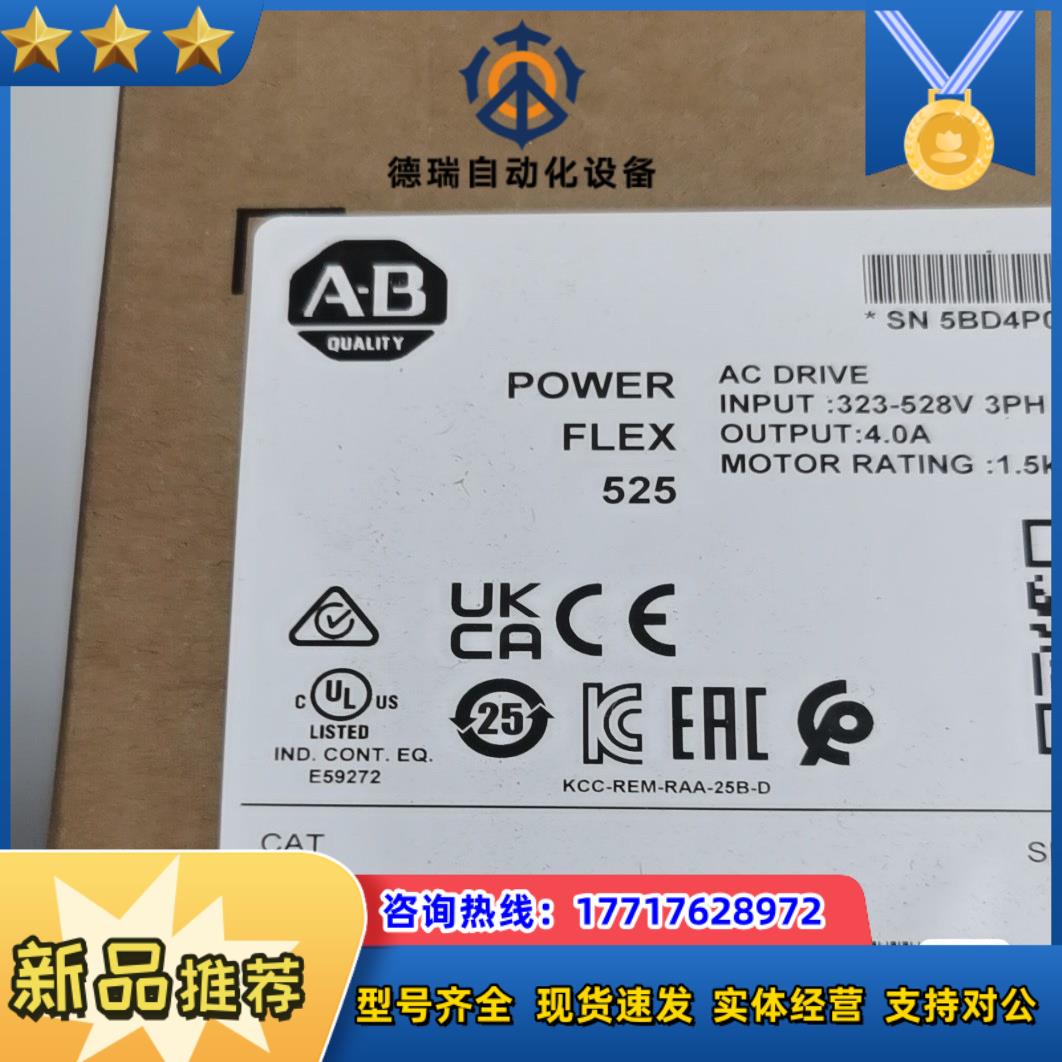 德瑞自动化设备
A-B
QUALITY
* SN 5BD4P0
POWER
FLEX
525
AC DRIVE
INPUT :323-528V 3PH
OUTPUT:4.0A
MOTOR RATING :1.5k
UK
CA
CE
C UL US
LISTED
IND. CONT. EQ.
E59272
25
KC
EAC
KCC-REM-RAA-25B-D
CAT
咨询热线：17717628972
新品推荐
型号齐全 现货速发 实体经营 支持对公